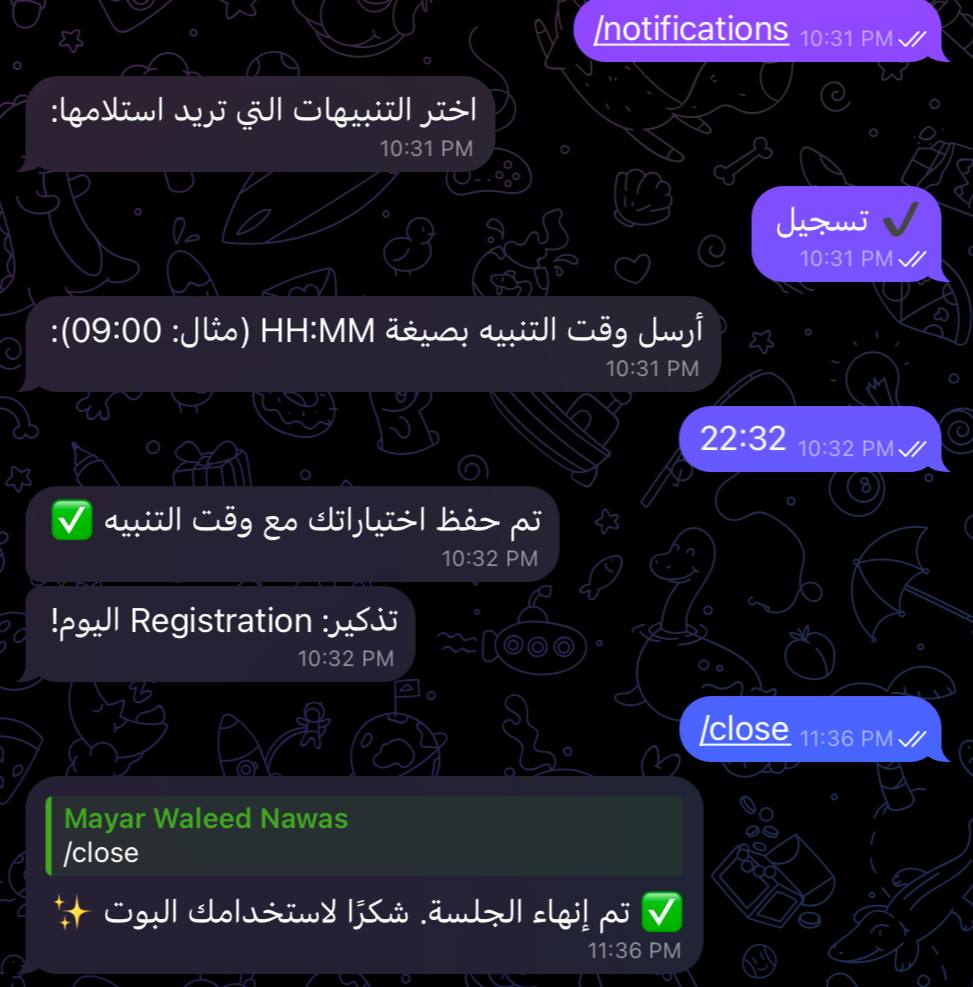 /notifications 10:31 PM
اختر التنبيهات التي تريد استلامها:
10:31 PM
✔️ تسجيل
10:31 PM
أرسل وقت التنبيه بصيغة HH:MM (مثال: 09:00):
10:31 PM
22:32 10:32 PM
تم حفظ اختياراتك مع وقت التنبيه ✅
10:32 PM
تذكير: Registration اليوم!
10:32 PM
/close 11:36 PM
Mayar Waleed Nawas
/close
✅ تم إنهاء الجلسة. شكرًا لاستخدامك البوت ✨
11:36 PM